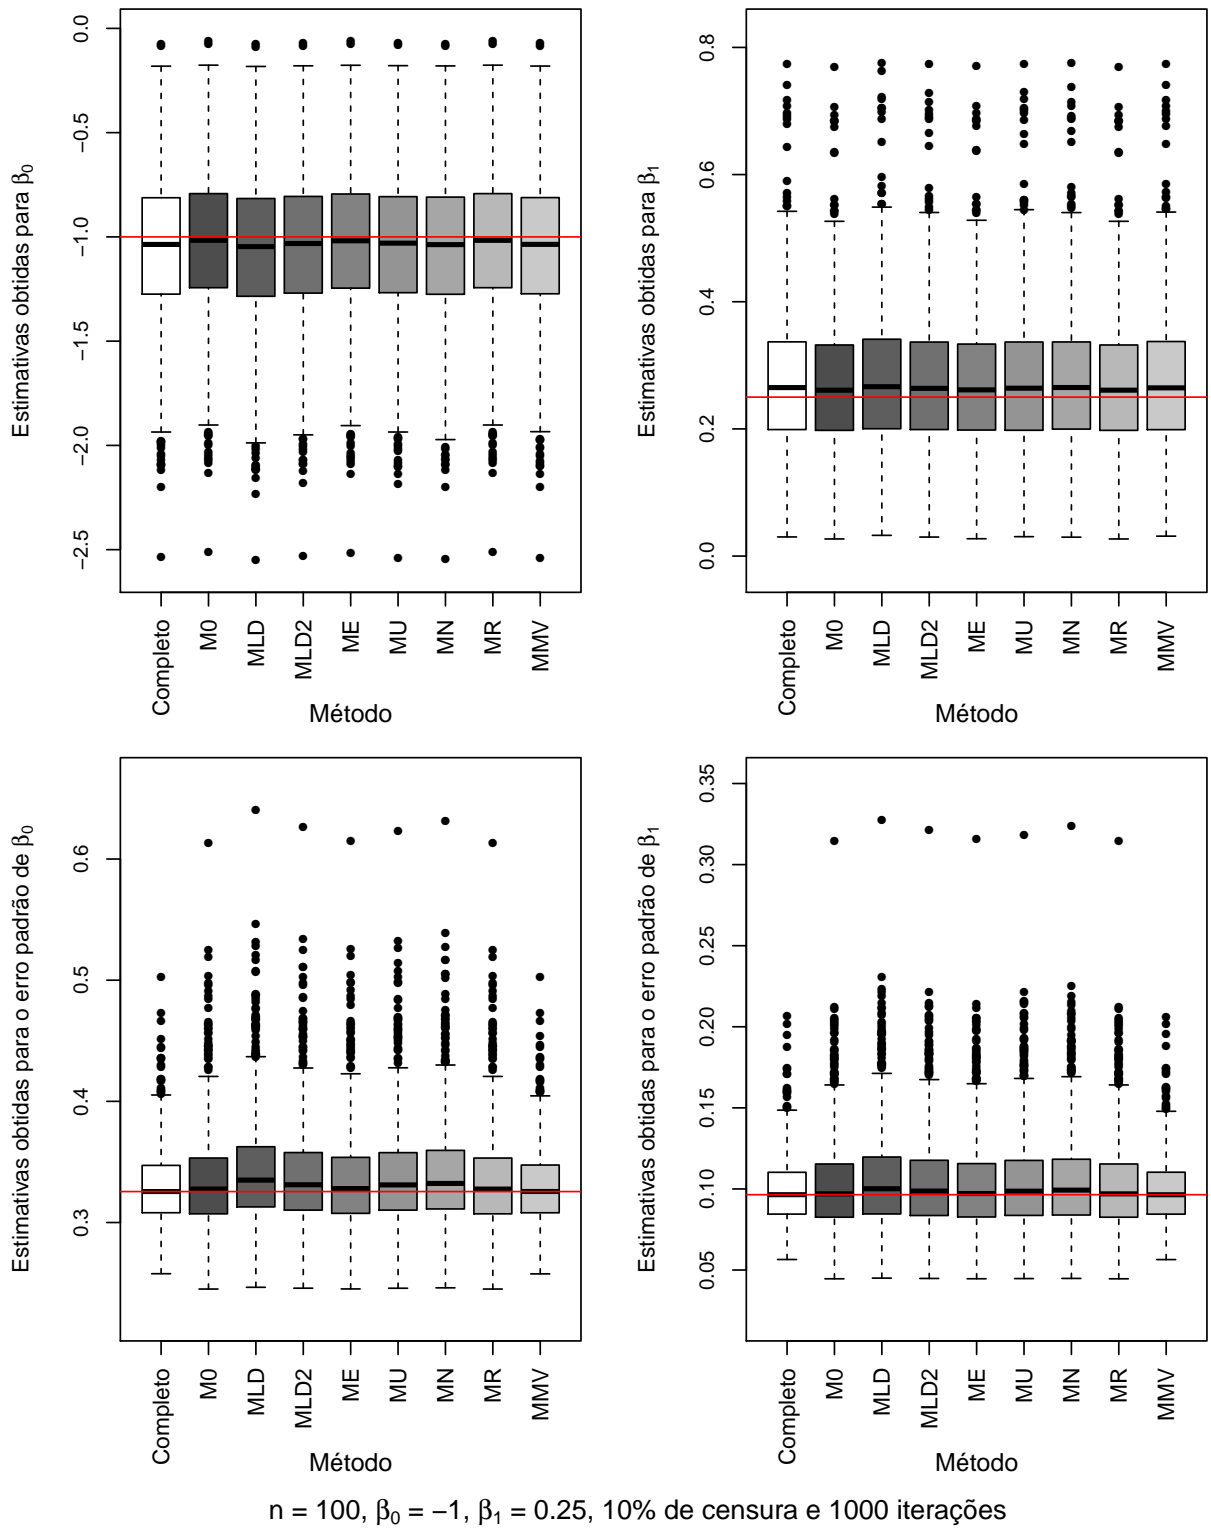 Estimativas obtidas para β0
0.0
−0.5
−1.0
−1.5
−2.0
−2.5
Completo
M0
MLD
MLD2
ME
MU
MN
MR
MMV
Método
Estimativas obtidas para β1
0.8
0.6
0.4
0.2
0.0
Completo
M0
MLD
MLD2
ME
MU
MN
MR
MMV
Método
Estimativas obtidas para o erro padrão de β0
0.6
0.5
0.4
0.3
Completo
M0
MLD
MLD2
ME
MU
MN
MR
MMV
Método
Estimativas obtidas para o erro padrão de β1
0.35
0.30
0.25
0.20
0.15
0.10
0.05
Completo
M0
MLD
MLD2
ME
MU
MN
MR
MMV
Método
n = 100, β0 = −1, β1 = 0.25, 10% de censura e 1000 iterações